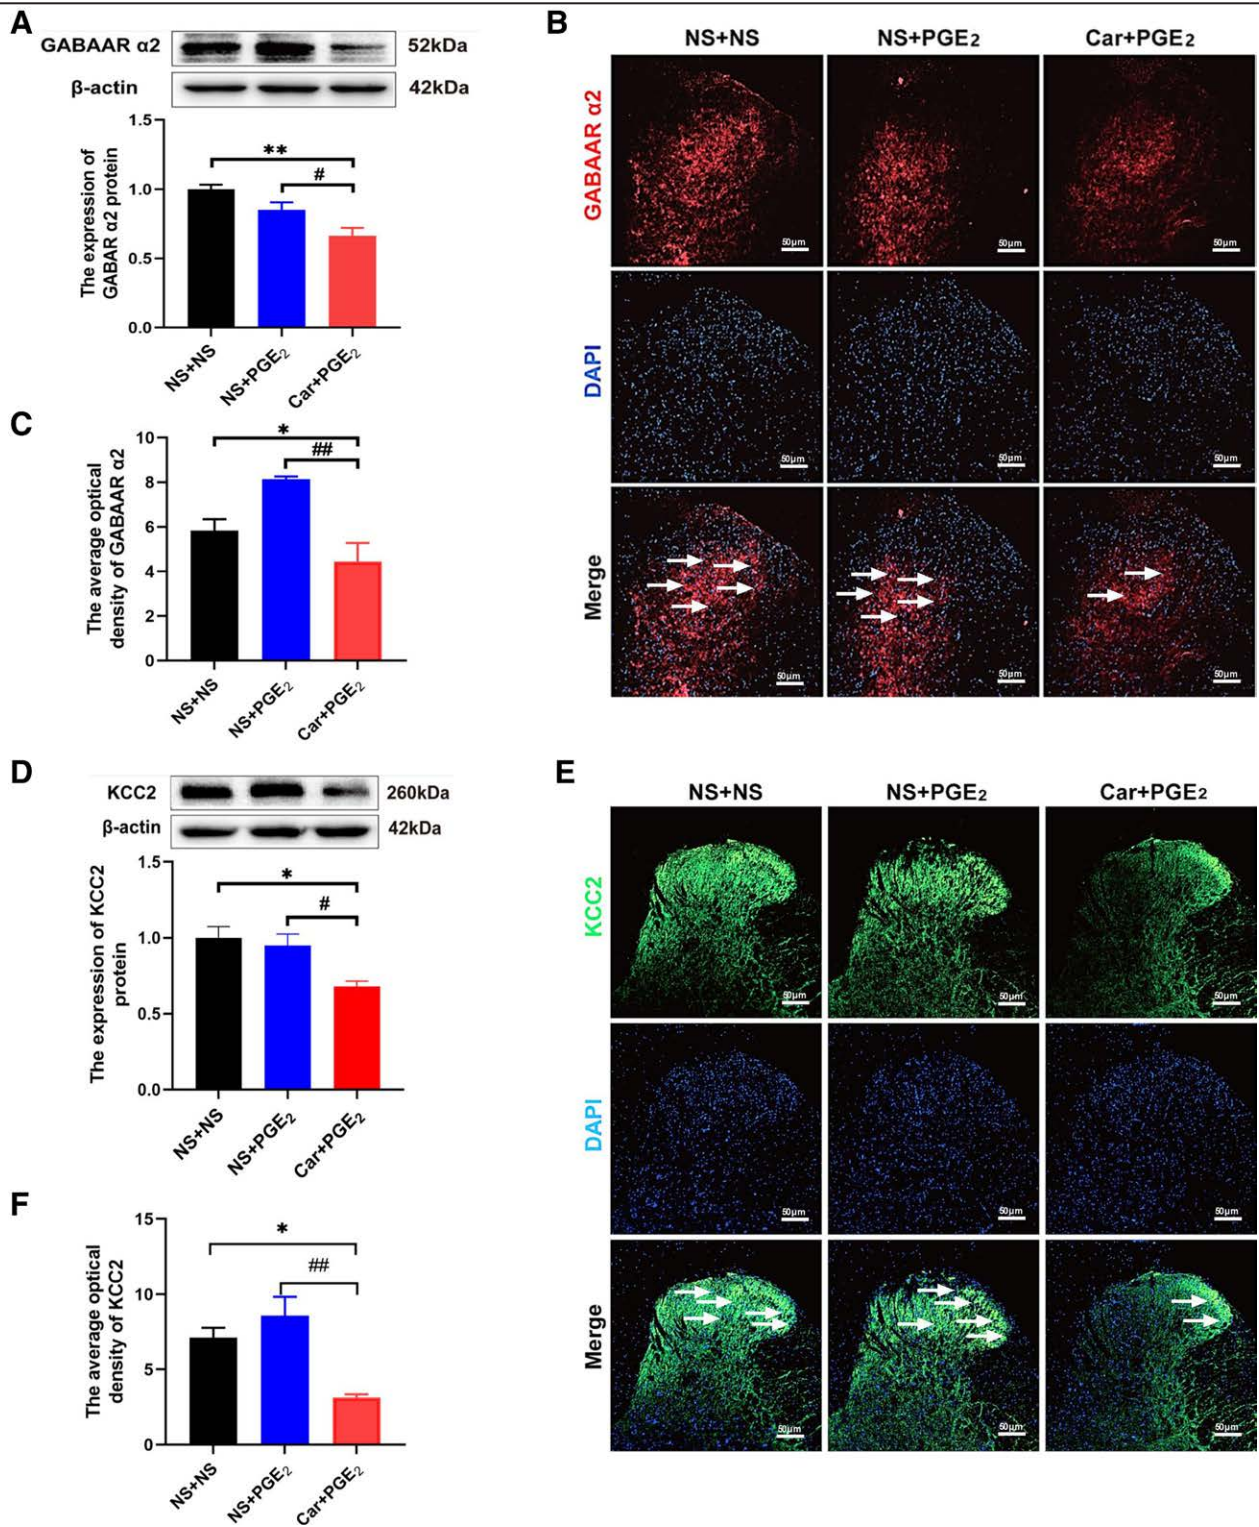 A
GABAAR α2
52kDa
β-actin
42kDa
The expression of
GABAR α2 protein
1.5
1.0
0.5
0.0
**
#
NS+NS
NS+PGE₂
Car+PGE₂
B
NS+NS
NS+PGE₂
Car+PGE₂
GABAAR α2
50μm
50μm
50μm
DAPI
50μm
50μm
50μm
Merge
50μm
50μm
50μm
C
The average optical
density of GABAAR α2
10
8
6
4
2
0
*
##
NS+NS
NS+PGE₂
Car+PGE₂
D
KCC2
260kDa
β-actin
42kDa
The expression of KCC2
protein
1.5
1.0
0.5
0.0
*
#
NS+NS
NS+PGE₂
Car+PGE₂
E
NS+NS
NS+PGE₂
Car+PGE₂
KCC2
50μm
50μm
50μm
DAPI
50μm
50μm
50μm
Merge
50μm
50μm
50μm
F
The average optical
density of KCC2
15
10
5
0
*
##
NS+NS
NS+PGE₂
Car+PGE₂